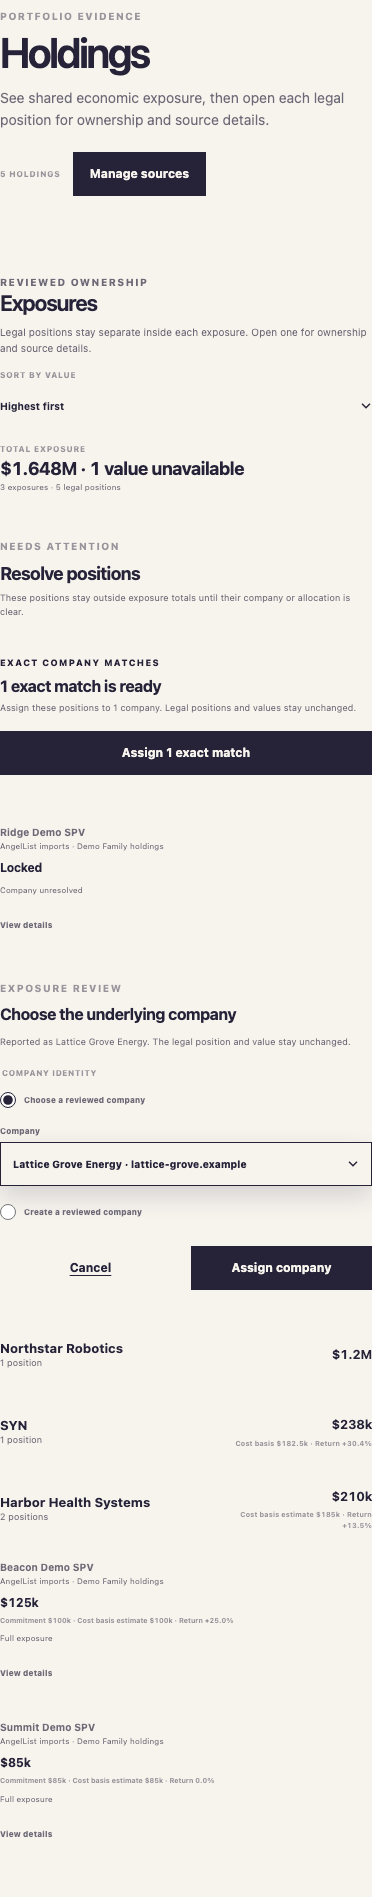 PORTFOLIO EVIDENCE
Holdings
See shared economic exposure, then open each legal
position for ownership and source details.
5 HOLDINGS
Manage sources
REVIEWED OWNERSHIP
Exposures
Legal positions stay separate inside each exposure. Open one for ownership
and source details.
SORT BY VALUE
Highest first
TOTAL EXPOSURE
$1.648M · 1 value unavailable
3 exposures · 5 legal positions
NEEDS ATTENTION
Resolve positions
These positions stay outside exposure totals until their company or allocation is
clear.
EXACT COMPANY MATCHES
1 exact match is ready
Assign these positions to 1 company. Legal positions and values stay unchanged.
Assign 1 exact match
Ridge Demo SPV
AngelList imports · Demo Family holdings
Locked
Company unresolved
View details
EXPOSURE REVIEW
Choose the underlying company
Reported as Lattice Grove Energy. The legal position and value stay unchanged.
COMPANY IDENTITY
Choose a reviewed company
Company
Lattice Grove Energy · lattice-grove.example
Create a reviewed company
Cancel
Assign company
Northstar Robotics
1 position
$1.2M
SYN
1 position
$238k
Cost basis $182.5k · Return +30.4%
Harbor Health Systems
2 positions
$210k
Cost basis estimate $185k · Return
+13.5%
Beacon Demo SPV
AngelList imports · Demo Family holdings
$125k
Commitment $100k · Cost basis estimate $100k · Return +25.0%
Full exposure
View details
Summit Demo SPV
AngelList imports · Demo Family holdings
$85k
Commitment $85k · Cost basis estimate $85k · Return 0.0%
Full exposure
View details